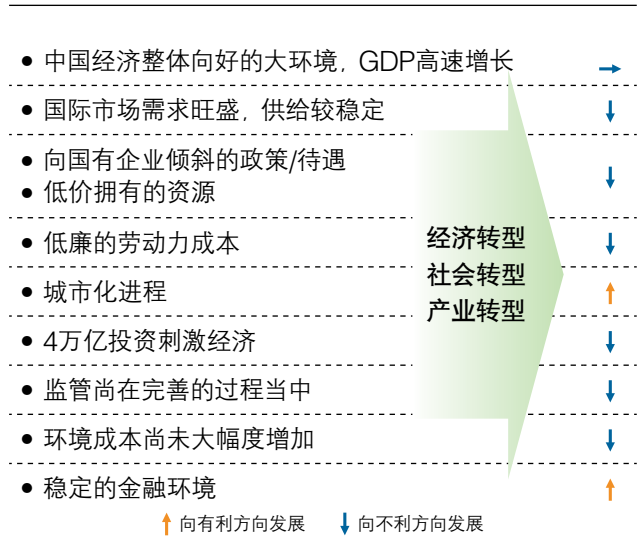 • 中国经济整体向好的大环境, GDP高速增长
• 国际市场需求旺盛, 供给较稳定
• 向国有企业倾斜的政策/待遇
• 低价拥有的资源
• 低廉的劳动力成本
经济转型
社会转型
产业转型
• 城市化进程
• 4万亿投资刺激经济
• 监管尚在完善的过程当中
• 环境成本尚未大幅度增加
• 稳定的金融环境
向有利方向发展 向不利方向发展